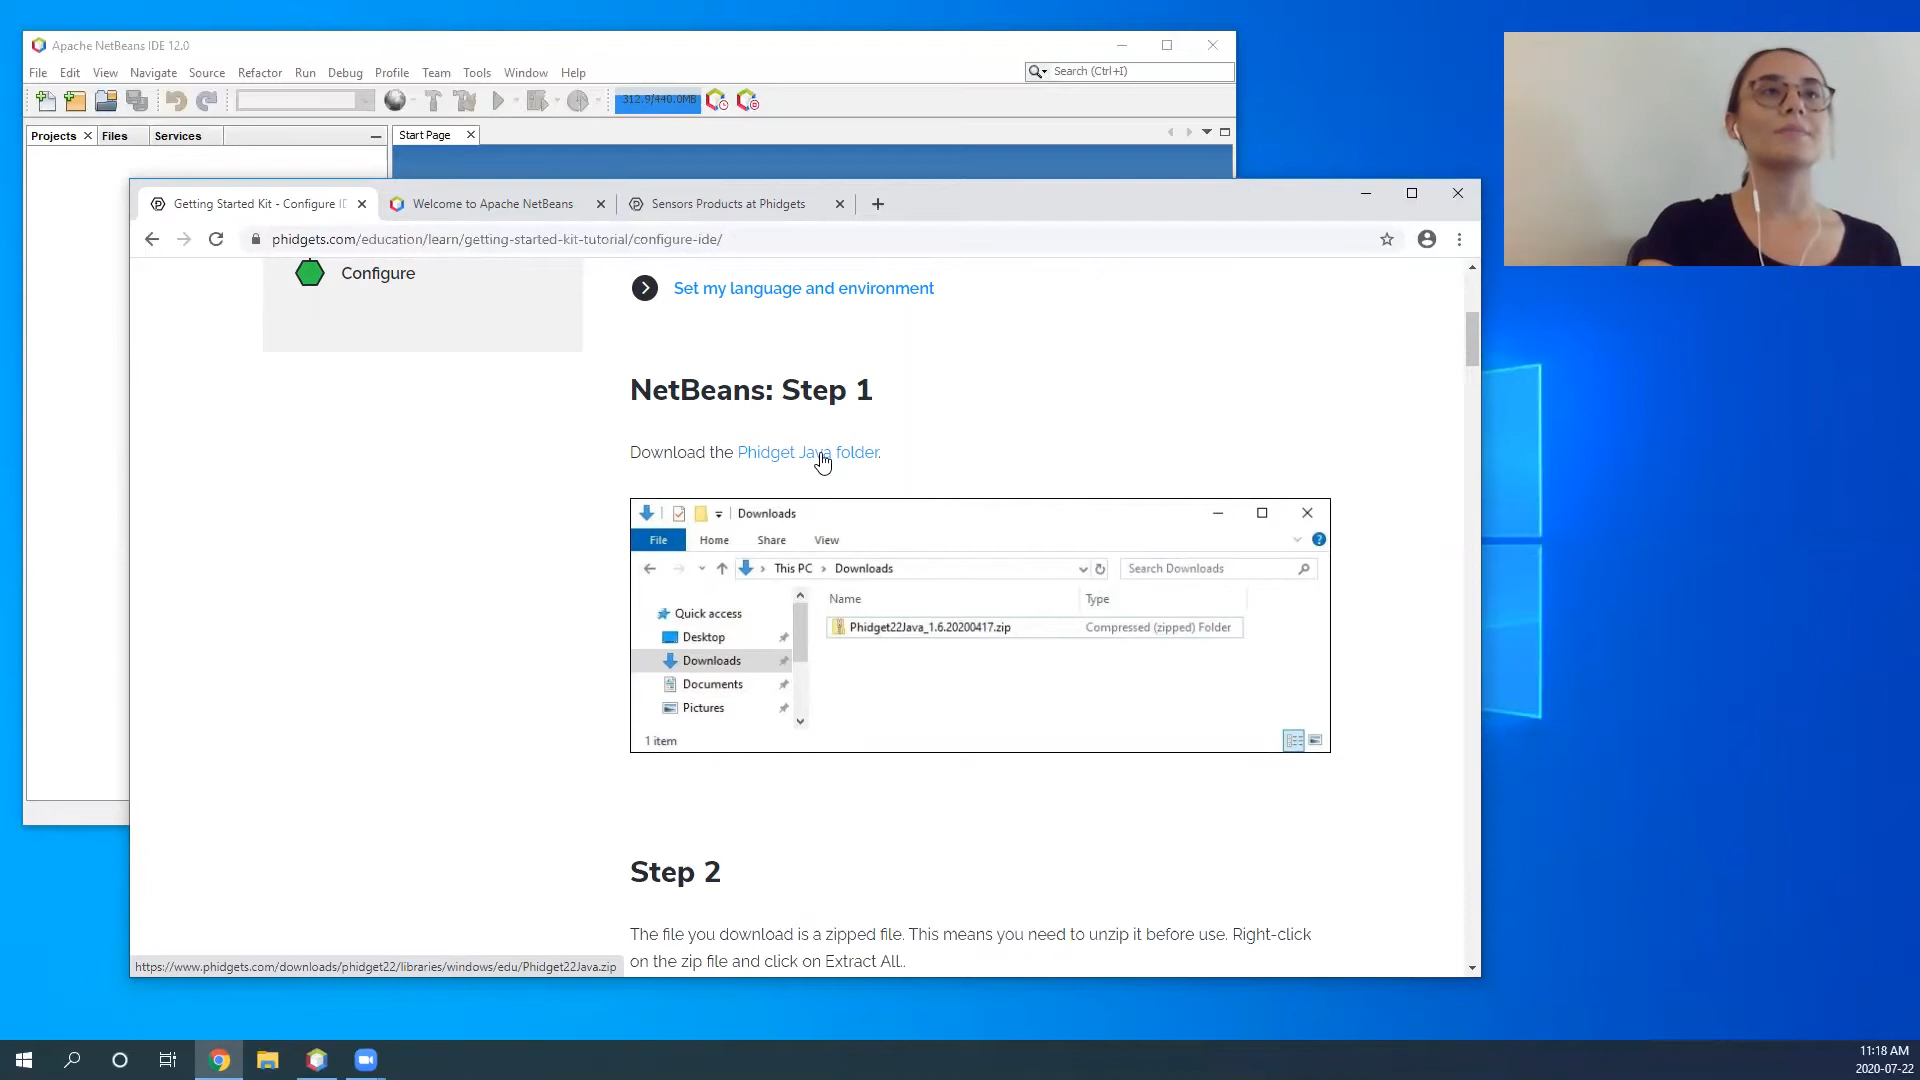 Apache NetBeans IDE 12.0
File Edit View Navigate Source Refactor Run Debug Profile Team Tools Window Help
Search (Ctrl+I)
312.9/440.0MB
Projects Files Services
Start Page
Getting Started Kit - Configure ID
Welcome to Apache NetBeans
Sensors Products at Phidgets
phidgets.com/education/learn/getting-started-kit-tutorial/configure-ide/
Configure
Set my language and environment
NetBeans: Step 1
Download the Phidget Java folder.
Downloads
File Home Share View
This PC Downloads
Search Downloads
Quick access
Desktop
Downloads
Documents
Pictures
Name Type
Phidget22Java_1.6.20200417.zip Compressed (zipped) Folder
1 item
Step 2
The file you download is a zipped file. This means you need to unzip it before use. Right-click
on the zip file and click on Extract All..
https://www.phidgets.com/downloads/phidget22/libraries/windows/edu/Phidget22Java.zip
11:18 AM
2020-07-22